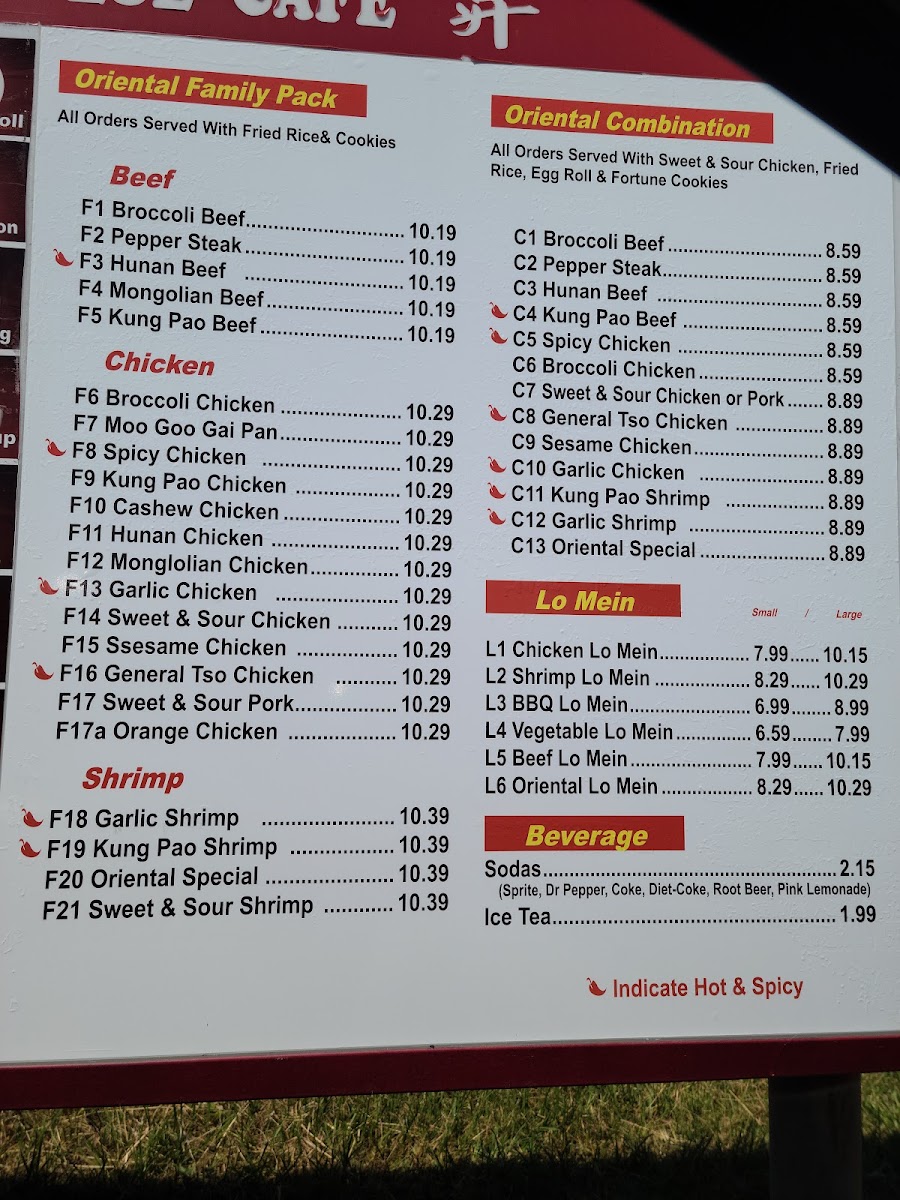 CAFE
Oriental Family Pack
All Orders Served With Fried Rice& Cookies
Beef
F1 Broccoli Beef............................ 10.19
F2 Pepper Steak............................ 10.19
F3 Hunan Beef ............................ 10.19
F4 Mongolian Beef........................ 10.19
F5 Kung Pao Beef ......................... 10.19
Chicken
F6 Broccoli Chicken ..................... 10.29
F7 Moo Goo Gai Pan..................... 10.29
F8 Spicy Chicken ........................ 10.29
F9 Kung Pao Chicken .................. 10.29
F10 Cashew Chicken .................... 10.29
F11 Hunan Chicken ...................... 10.29
F12 Monglolian Chicken............... 10.29
F13 Garlic Chicken ...................... 10.29
F14 Sweet & Sour Chicken ........... 10.29
F15 Ssesame Chicken .................. 10.29
F16 General Tso Chicken ........... 10.29
F17 Sweet & Sour Pork................. 10.29
F17a Orange Chicken .................. 10.29
Shrimp
F18 Garlic Shrimp ...................... 10.39
F19 Kung Pao Shrimp ................. 10.39
F20 Oriental Special ..................... 10.39
F21 Sweet & Sour Shrimp ............ 10.39
Oriental Combination
All Orders Served With Sweet & Sour Chicken, Fried
Rice, Egg Roll & Fortune Cookies
C1 Broccoli Beef .......................... 8.59
C2 Pepper Steak.......................... 8.59
C3 Hunan Beef ........................... 8.59
C4 Kung Pao Beef ....................... 8.59
C5 Spicy Chicken ........................ 8.59
C6 Broccoli Chicken..................... 8.59
C7 Sweet & Sour Chicken or Pork...... 8.89
C8 General Tso Chicken ............... 8.89
C9 Sesame Chicken...................... 8.89
C10 Garlic Chicken ..................... 8.89
C11 Kung Pao Shrimp ................ 8.89
C12 Garlic Shrimp ...................... 8.89
C13 Oriental Special ..................... 8.89
Lo Mein
Small / Large
L1 Chicken Lo Mein.................. 7.99...... 10.15
L2 Shrimp Lo Mein ................... 8.29...... 10.29
L3 BBQ Lo Mein........................ 6.99........ 8.99
L4 Vegetable Lo Mein............... 6.59........ 7.99
L5 Beef Lo Mein....................... 7.99...... 10.15
L6 Oriental Lo Mein .................. 8.29...... 10.29
Beverage
Sodas.................................................... 2.15
(Sprite, Dr Pepper, Coke, Diet-Coke, Root Beer, Pink Lemonade)
Ice Tea.................................................. 1.99
Indicate Hot & Spicy